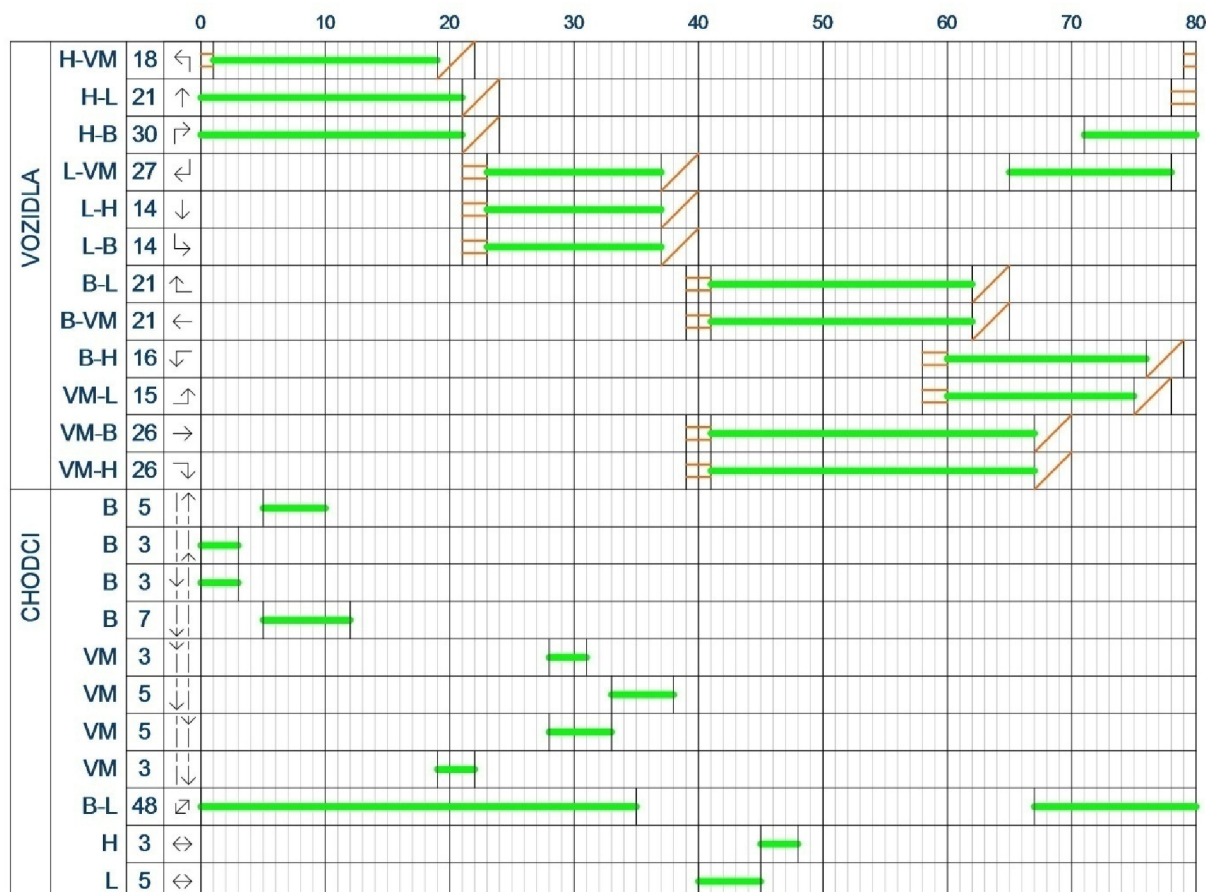 0 10 20 30 40 50 60 70 80
VOZIDLA
H-VM 18
H-L 21
H-B 30
L-VM 27
L-H 14
L-B 14
B-L 21
B-VM 21
B-H 16
VM-L 15
VM-B 26
VM-H 26
CHODCI
B 5
B 3
B 3
B 7
VM 3
VM 5
VM 5
VM 3
B-L 48
H 3
L 5